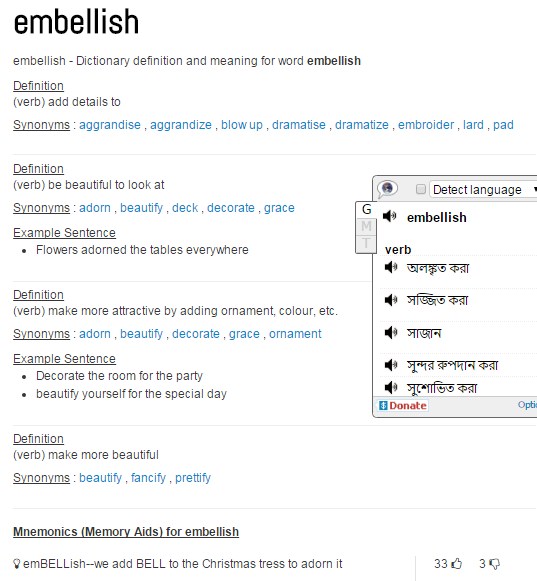 embellish
embellish - Dictionary definition and meaning for word embellish
Definition
(verb) add details to
Synonyms : aggrandise , aggrandize , blow up , dramatise , dramatize , embroider , lard , pad
Definition
(verb) be beautiful to look at
Synonyms : adorn , beautify , deck , decorate , grace
Example Sentence
Flowers adorned the tables everywhere
Definition
(verb) make more attractive by adding ornament, colour, etc.
Synonyms : adorn , beautify , decorate , grace , ornament
Example Sentence
Decorate the room for the party
beautify yourself for the special day
Definition
(verb) make more beautiful
Synonyms : beautify , fancify , prettify
Mnemonics (Memory Aids) for embellish
emBELLish--we add BELL to the Christmas tress to adorn it
33
3
Detect language
G
M
T
embellish
verb
অলঙ্কৃত করা
সজ্জিত করা
সাজান
সুন্দর রুপদান করা
সুশোভিত করা
Donate
Opti